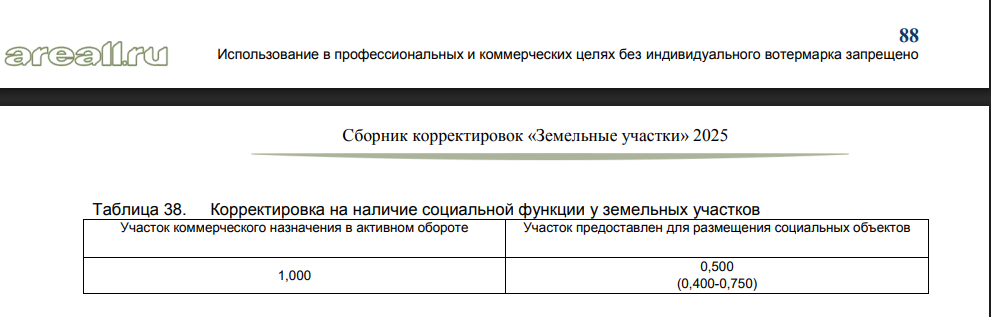 88
areall.ru
Использование в профессиональных и коммерческих целях без индивидуального вотермарка запрещено
Сборник корректировок «Земельные участки» 2025
Таблица 38. Корректировка на наличие социальной функции у земельных участков
Участок коммерческого назначения в активном обороте
Участок предоставлен для размещения социальных объектов
1,000
0,500
(0,400-0,750)